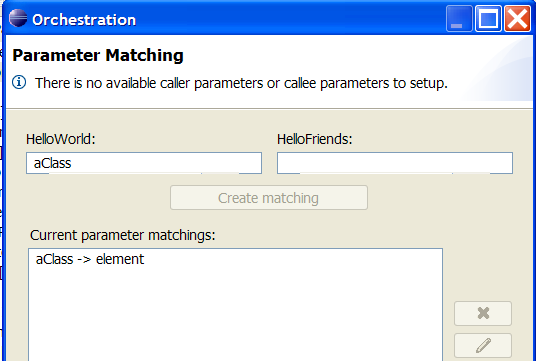 Orchestration
Parameter Matching
There is no available caller parameters or callee parameters to setup.
HelloWorld:
HelloFriends:
aClass
Create matching
Current parameter matchings:
aClass -> element